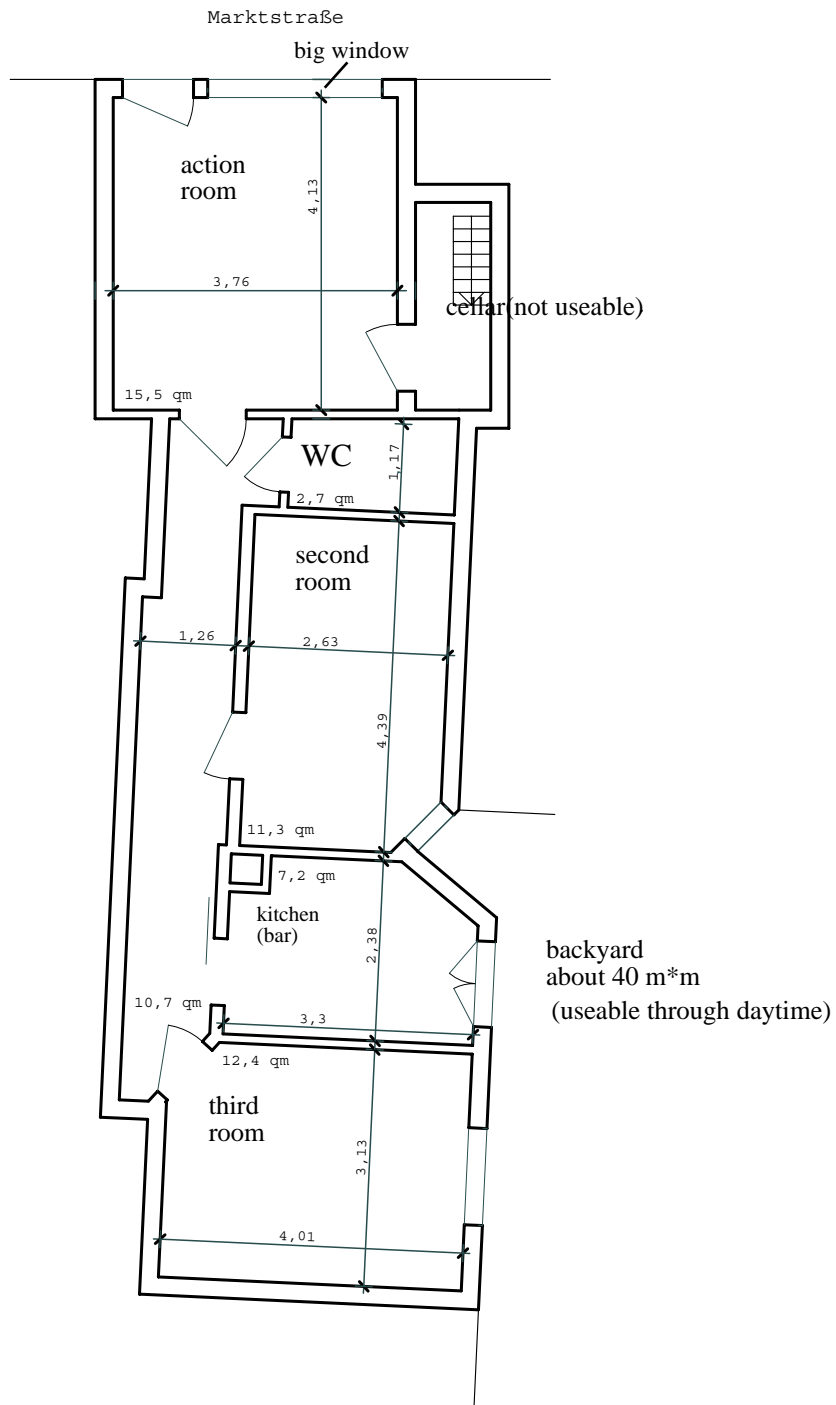 Marktstraße
big window
action
room
4,13
3,76
cellar(not useable)
15,5 qm
WC
1,17
2,7 qm
second
room
1,26
2,63
4,39
11,3 qm
7,2 qm
kitchen
(bar)
2,38
backyard
about 40 m*m
(useable through daytime)
10,7 qm
3,3
12,4 qm
third
room
3,13
4,01